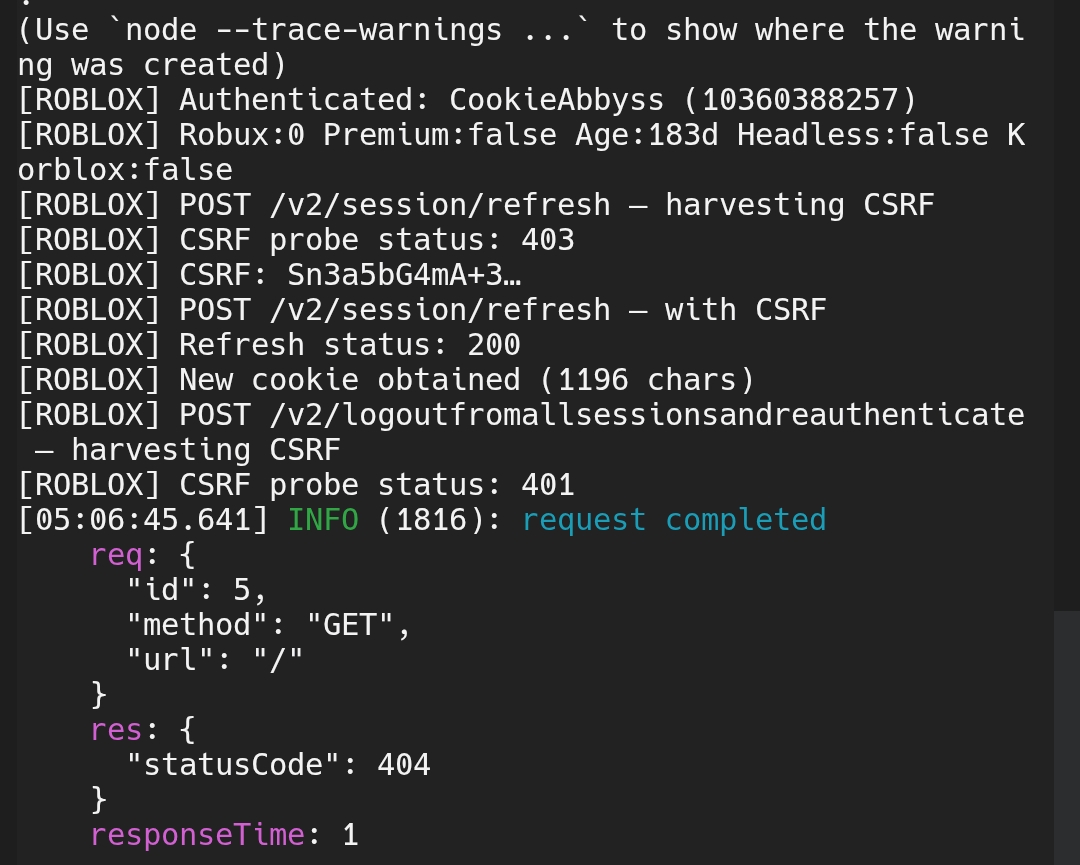 (Use `node --trace-warnings ...` to show where the warni
ng was created)
[ROBLOX] Authenticated: CookieAbbyss (10360388257)
[ROBLOX] Robux:0 Premium:false Age:183d Headless:false K
orblox:false
[ROBLOX] POST /v2/session/refresh — harvesting CSRF
[ROBLOX] CSRF probe status: 403
[ROBLOX] CSRF: Sn3a5bG4mA+3…
[ROBLOX] POST /v2/session/refresh — with CSRF
[ROBLOX] Refresh status: 200
[ROBLOX] New cookie obtained (1196 chars)
[ROBLOX] POST /v2/logoutfromallsessionsandreauthenticate
— harvesting CSRF
[ROBLOX] CSRF probe status: 401
[05:06:45.641] INFO (1816): request completed
req: {
"id": 5,
"method": "GET",
"url": "/"
}
res: {
"statusCode": 404
}
responseTime: 1